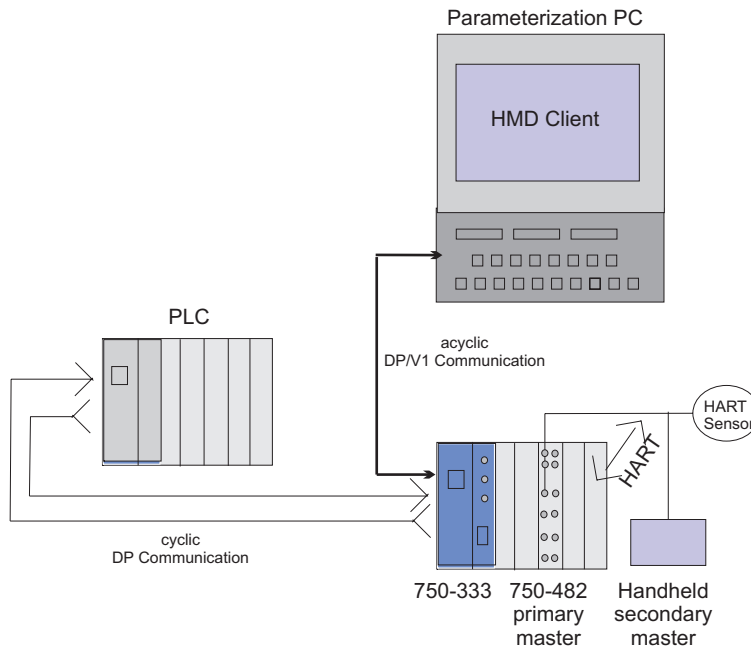 Parameterization PC
HMD Client
PLC
acyclic
DP/V1 Communication
HART
Sensor
HART
cyclic
DP Communication
750-333
750-482
primary
master
Handheld
secondary
master